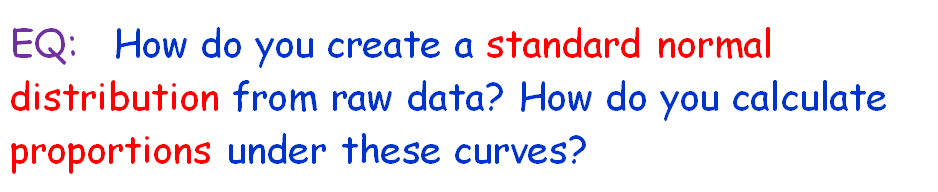 EQ: How do you create a standard normal
distribution from raw data? How do you calculate
proportions under these curves?